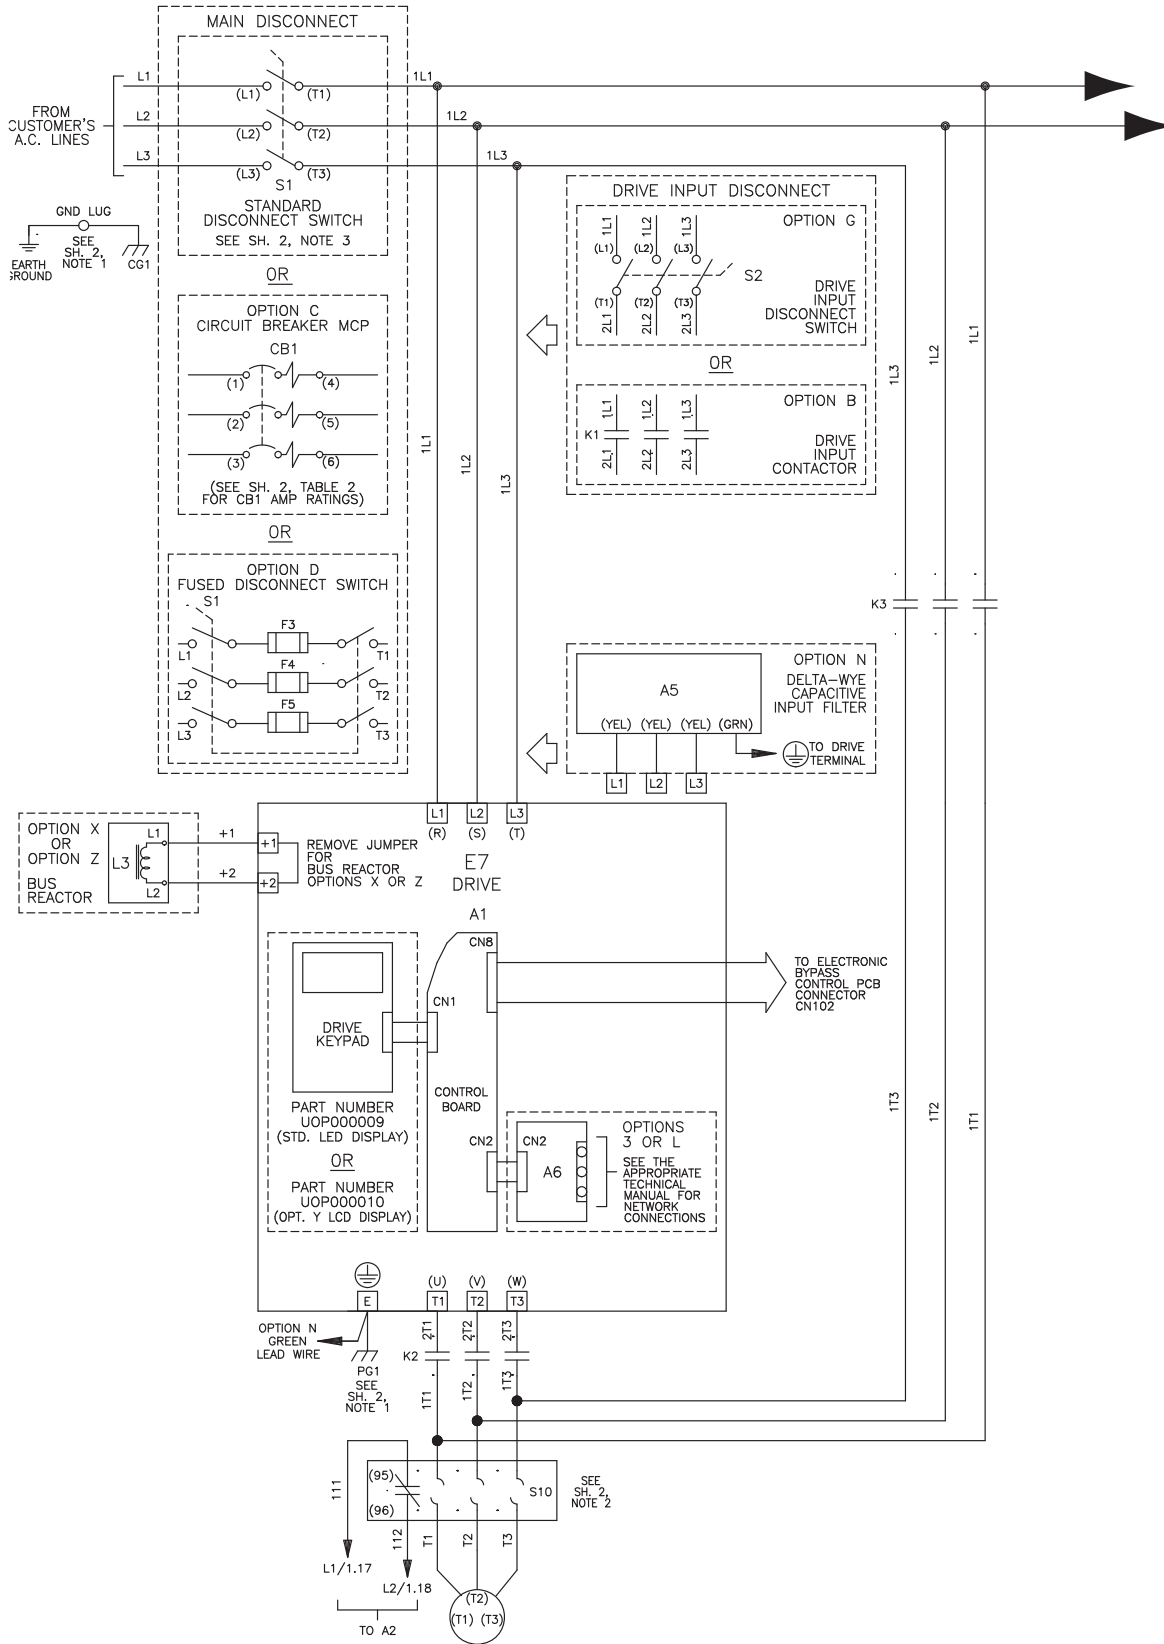 MAIN DISCONNECT
L1
(L1)
(T1)
1L1
FROM
CUSTOMER'S
A.C. LINES
L2
(L2)
(T2)
1L2
L3
(L3)
(T3)
1L3
S1
STANDARD
DISCONNECT SWITCH
SEE SH. 2, NOTE 3
GND LUG
SEE
SH. 2,
NOTE 1
EARTH
GROUND
CG1
OR
OPTION C
CIRCUIT BREAKER MCP
CB1
(1)
(4)
(2)
(5)
(3)
(6)
(SEE SH. 2, TABLE 2
FOR CB1 AMP RATINGS)
OR
OPTION D
FUSED DISCONNECT SWITCH
S1
F3
L1
T1
F4
L2
T2
F5
L3
T3
1L1
1L2
1L3
DRIVE INPUT DISCONNECT
OPTION G
1L1
1L2
1L3
(L1)
(L2)
(L3)
S2
(T1)
(T2)
(T3)
2L1
2L2
2L3
DRIVE
INPUT
DISCONNECT
SWITCH
OR
OPTION B
1L1
1L2
1L3
K1
2L1
2L2
2L3
DRIVE
INPUT
CONTACTOR
1L3
1L2
1L1
K3
OPTION N
DELTA-WYE
CAPACITIVE
INPUT FILTER
A5
(YEL)
(YEL)
(YEL)
(GRN)
TO DRIVE
TERMINAL
L1
L2
L3
OPTION X
OR
OPTION Z
BUS
REACTOR
L3
L1
L2
+1
+2
+1
+2
REMOVE JUMPER
FOR
BUS REACTOR
OPTIONS X OR Z
L1
L2
L3
(R)
(S)
(T)
E7
DRIVE
A1
CN8
TO ELECTRONIC
BYPASS
CONTROL PCB
CONNECTOR
CN102
CN1
DRIVE
KEYPAD
CONTROL
BOARD
PART NUMBER
UOP000009
(STD. LED DISPLAY)
OR
PART NUMBER
UOP000010
(OPT. Y LCD DISPLAY)
CN2
CN2
A6
OPTIONS
3 OR L
SEE THE
APPROPRIATE
TECHNICAL
MANUAL FOR
NETWORK
CONNECTIONS
1T3
1T2
1T1
(U)
(V)
(W)
E
T1
T2
T3
OPTION N
GREEN
LEAD WIRE
PG1
SEE
SH. 2,
NOTE 1
2T1
2T2
2T3
K2
1T1
1T2
1T3
(95)
(96)
S10
SEE
SH. 2,
NOTE 2
111
112
T1
T2
T3
L1/1.17
L2/1.18
TO A2
(T2)
(T1)
(T3)